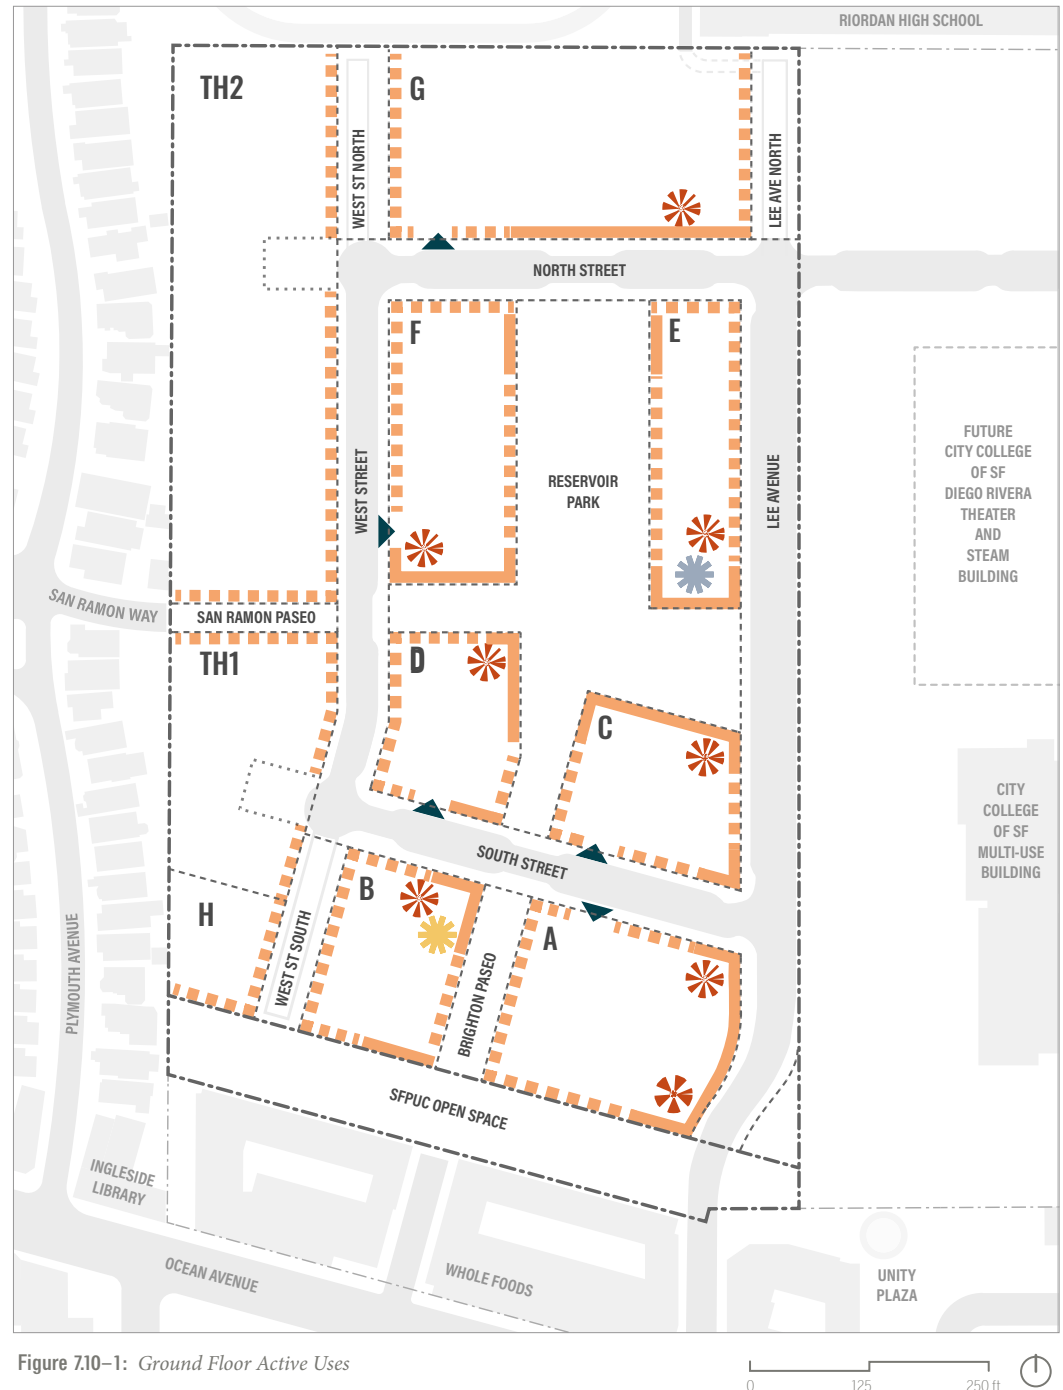 RIORDAN HIGH SCHOOL
TH2
G
WEST ST NORTH
LEE AVE NORTH
NORTH STREET
F
E
WEST STREET
RESERVOIR
PARK
LEE AVENUE
FUTURE
CITY COLLEGE
OF SF
DIEGO RIVERA
THEATER
AND
STEAM
BUILDING
SAN RAMON WAY
SAN RAMON PASEO
TH1
D
C
CITY
COLLEGE
OF SF
MULTI-USE
BUILDING
SOUTH STREET
B
H
A
WEST ST SOUTH
BRIGHTON PASEO
PLYMOUTH AVENUE
SFPUC OPEN SPACE
INGLESIDE
LIBRARY
OCEAN AVENUE
WHOLE FOODS
UNITY
PLAZA
Figure 7.10–1: Ground Floor Active Uses
0 125 250 ft